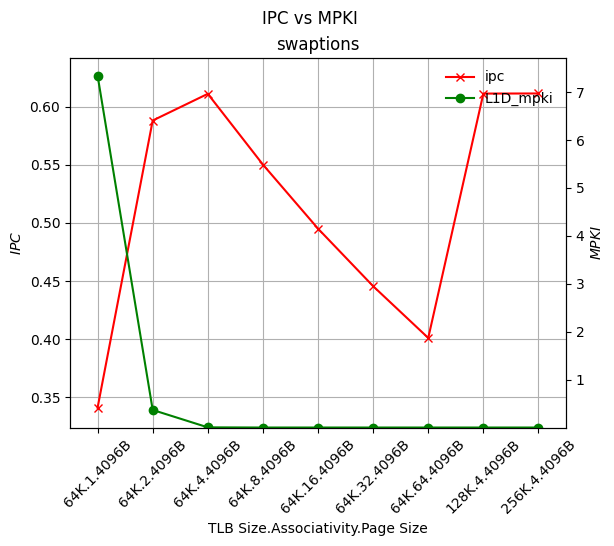 IPC vs MPKI
swaptions
ipc
L1D_mpki
0.60
0.55
0.50
0.45
0.40
0.35
IPC
7
6
5
4
3
2
1
MPKI
64K.1.4096B
64K.2.4096B
64K.4.4096B
64K.8.4096B
64K.16.4096B
64K.32.4096B
64K.64.4096B
128K.4.4096B
256K.4.4096B
TLB Size.Associativity.Page Size